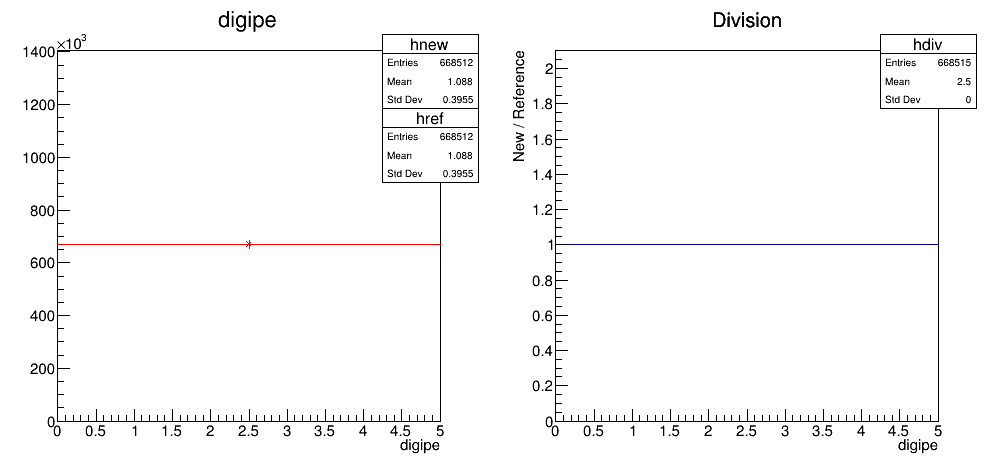 digipe
×10³
1400
1200
1000
800
600
400
200
0
0 0.5 1 1.5 2 2.5 3 3.5 4 4.5 5
digipe
hnew
Entries 668512
Mean 1.088
Std Dev 0.3955
href
Entries 668512
Mean 1.088
Std Dev 0.3955
Division
New / Reference
2
1.8
1.6
1.4
1.2
1
0.8
0.6
0.4
0.2
0
0 0.5 1 1.5 2 2.5 3 3.5 4 4.5 5
digipe
hdiv
Entries 668515
Mean 2.5
Std Dev 0